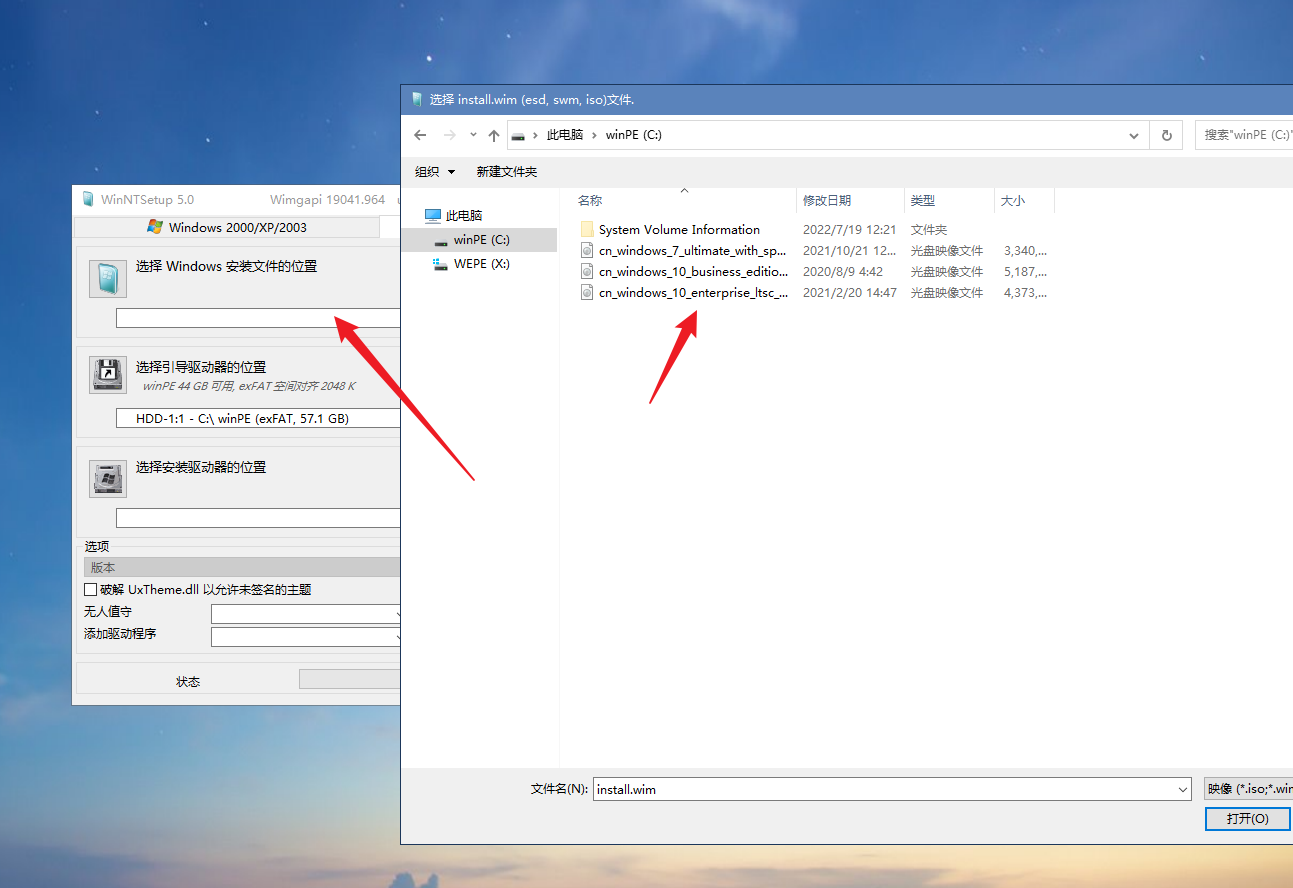 选择 install.wim (esd, swm, iso)文件.
此电脑 › winPE (C:)
搜索"winPE (C:)"
组织 新建文件夹
名称 修改日期 类型 大小
此电脑
winPE (C:)
WEPE (X:)
System Volume Information 2022/7/19 12:21 文件夹
cn_windows_7_ultimate_with_sp... 2021/10/21 12... 光盘映像文件 3,340,...
cn_windows_10_business_editio... 2020/8/9 4:42 光盘映像文件 5,187,...
cn_windows_10_enterprise_ltsc_... 2021/2/20 14:47 光盘映像文件 4,373,...
文件名(N): install.wim
映像 (*.iso;*.win
打开(O)
WinNTSetup 5.0 Wimgapi 19041.964
Windows 2000/XP/2003
选择 Windows 安装文件的位置
选择引导驱动器的位置
winPE 44 GB 可用, exFAT 空间对齐 2048 K
HDD-1:1 - C:\ winPE (exFAT, 57.1 GB)
选择安装驱动器的位置
选项
版本
破解 UxTheme.dll 以允许未签名的主题
无人值守
添加驱动程序
状态